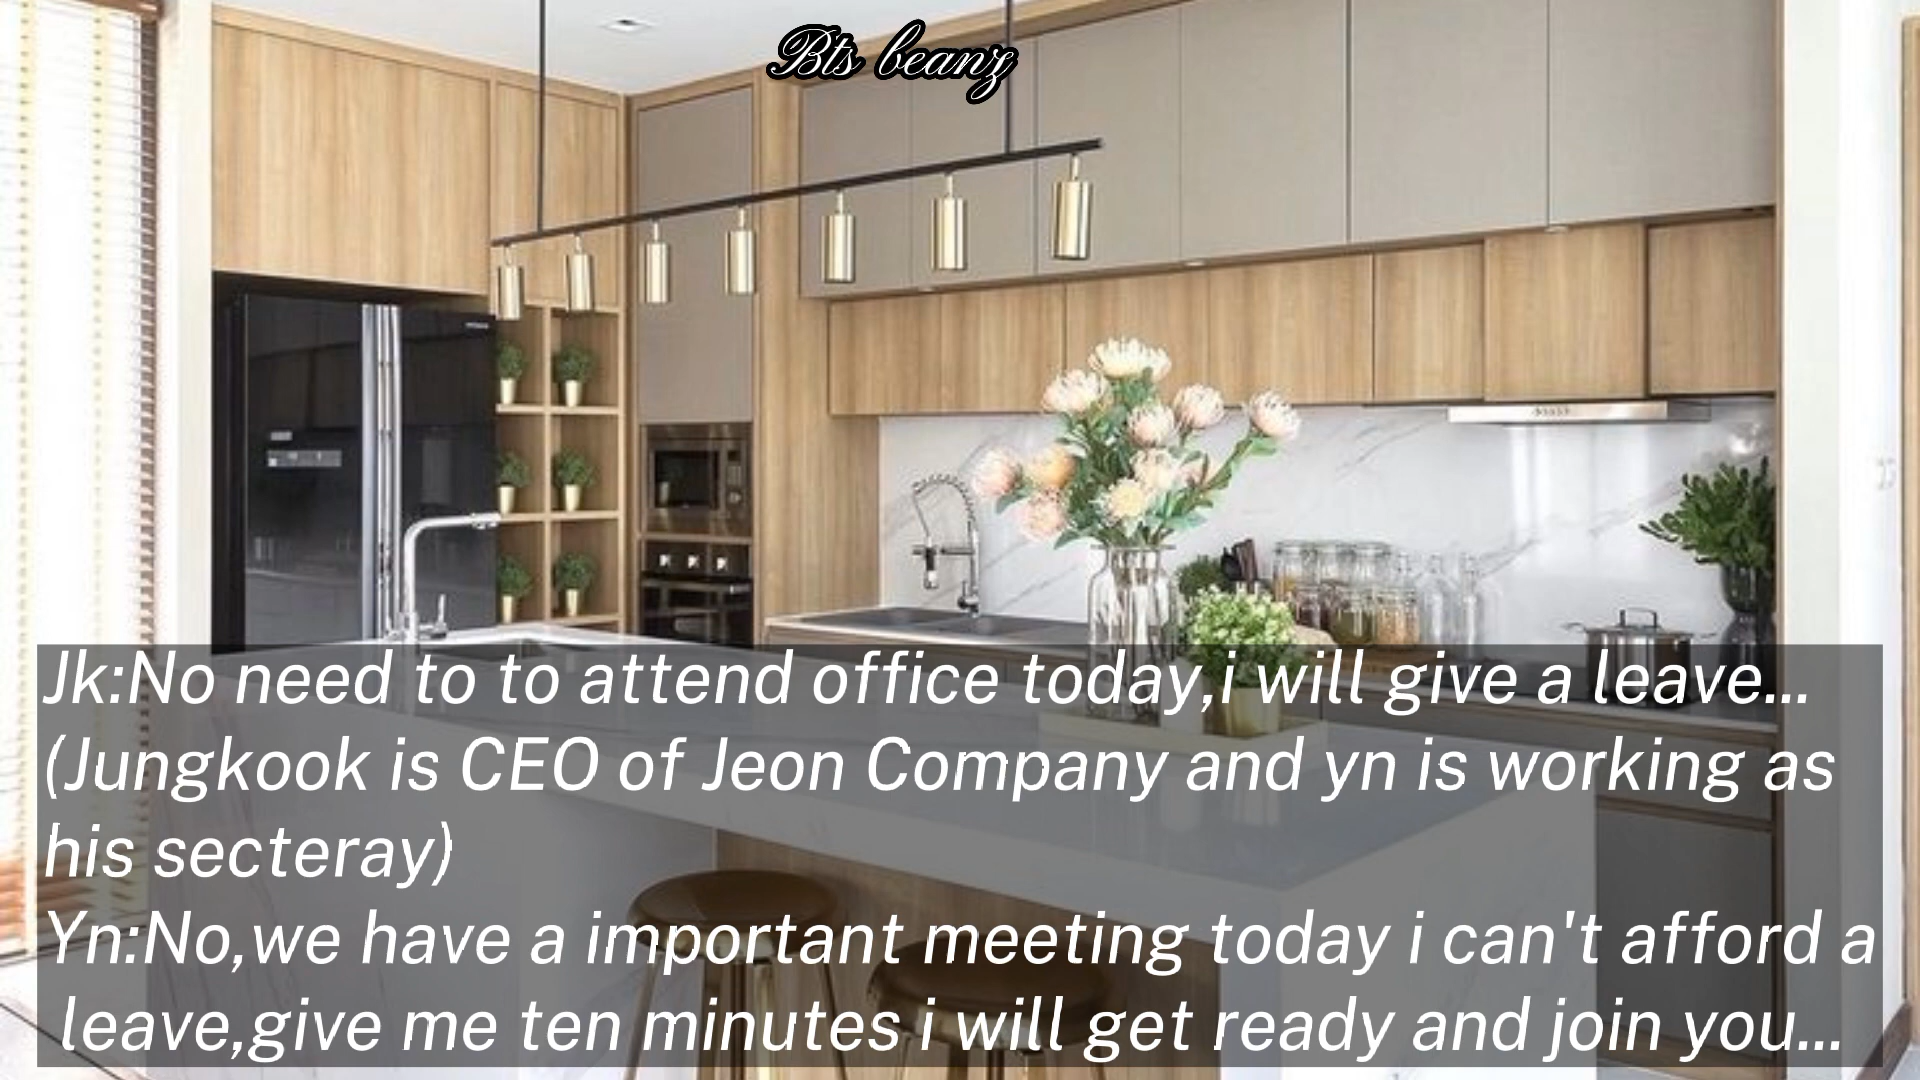 Bts beanz
Jk:No need to to attend office today,i will give a leave...
(Jungkook is CEO of Jeon Company and yn is working as
his secteray)
Yn:No,we have a important meeting today i can't afford a
leave,give me ten minutes i will get ready and join you...